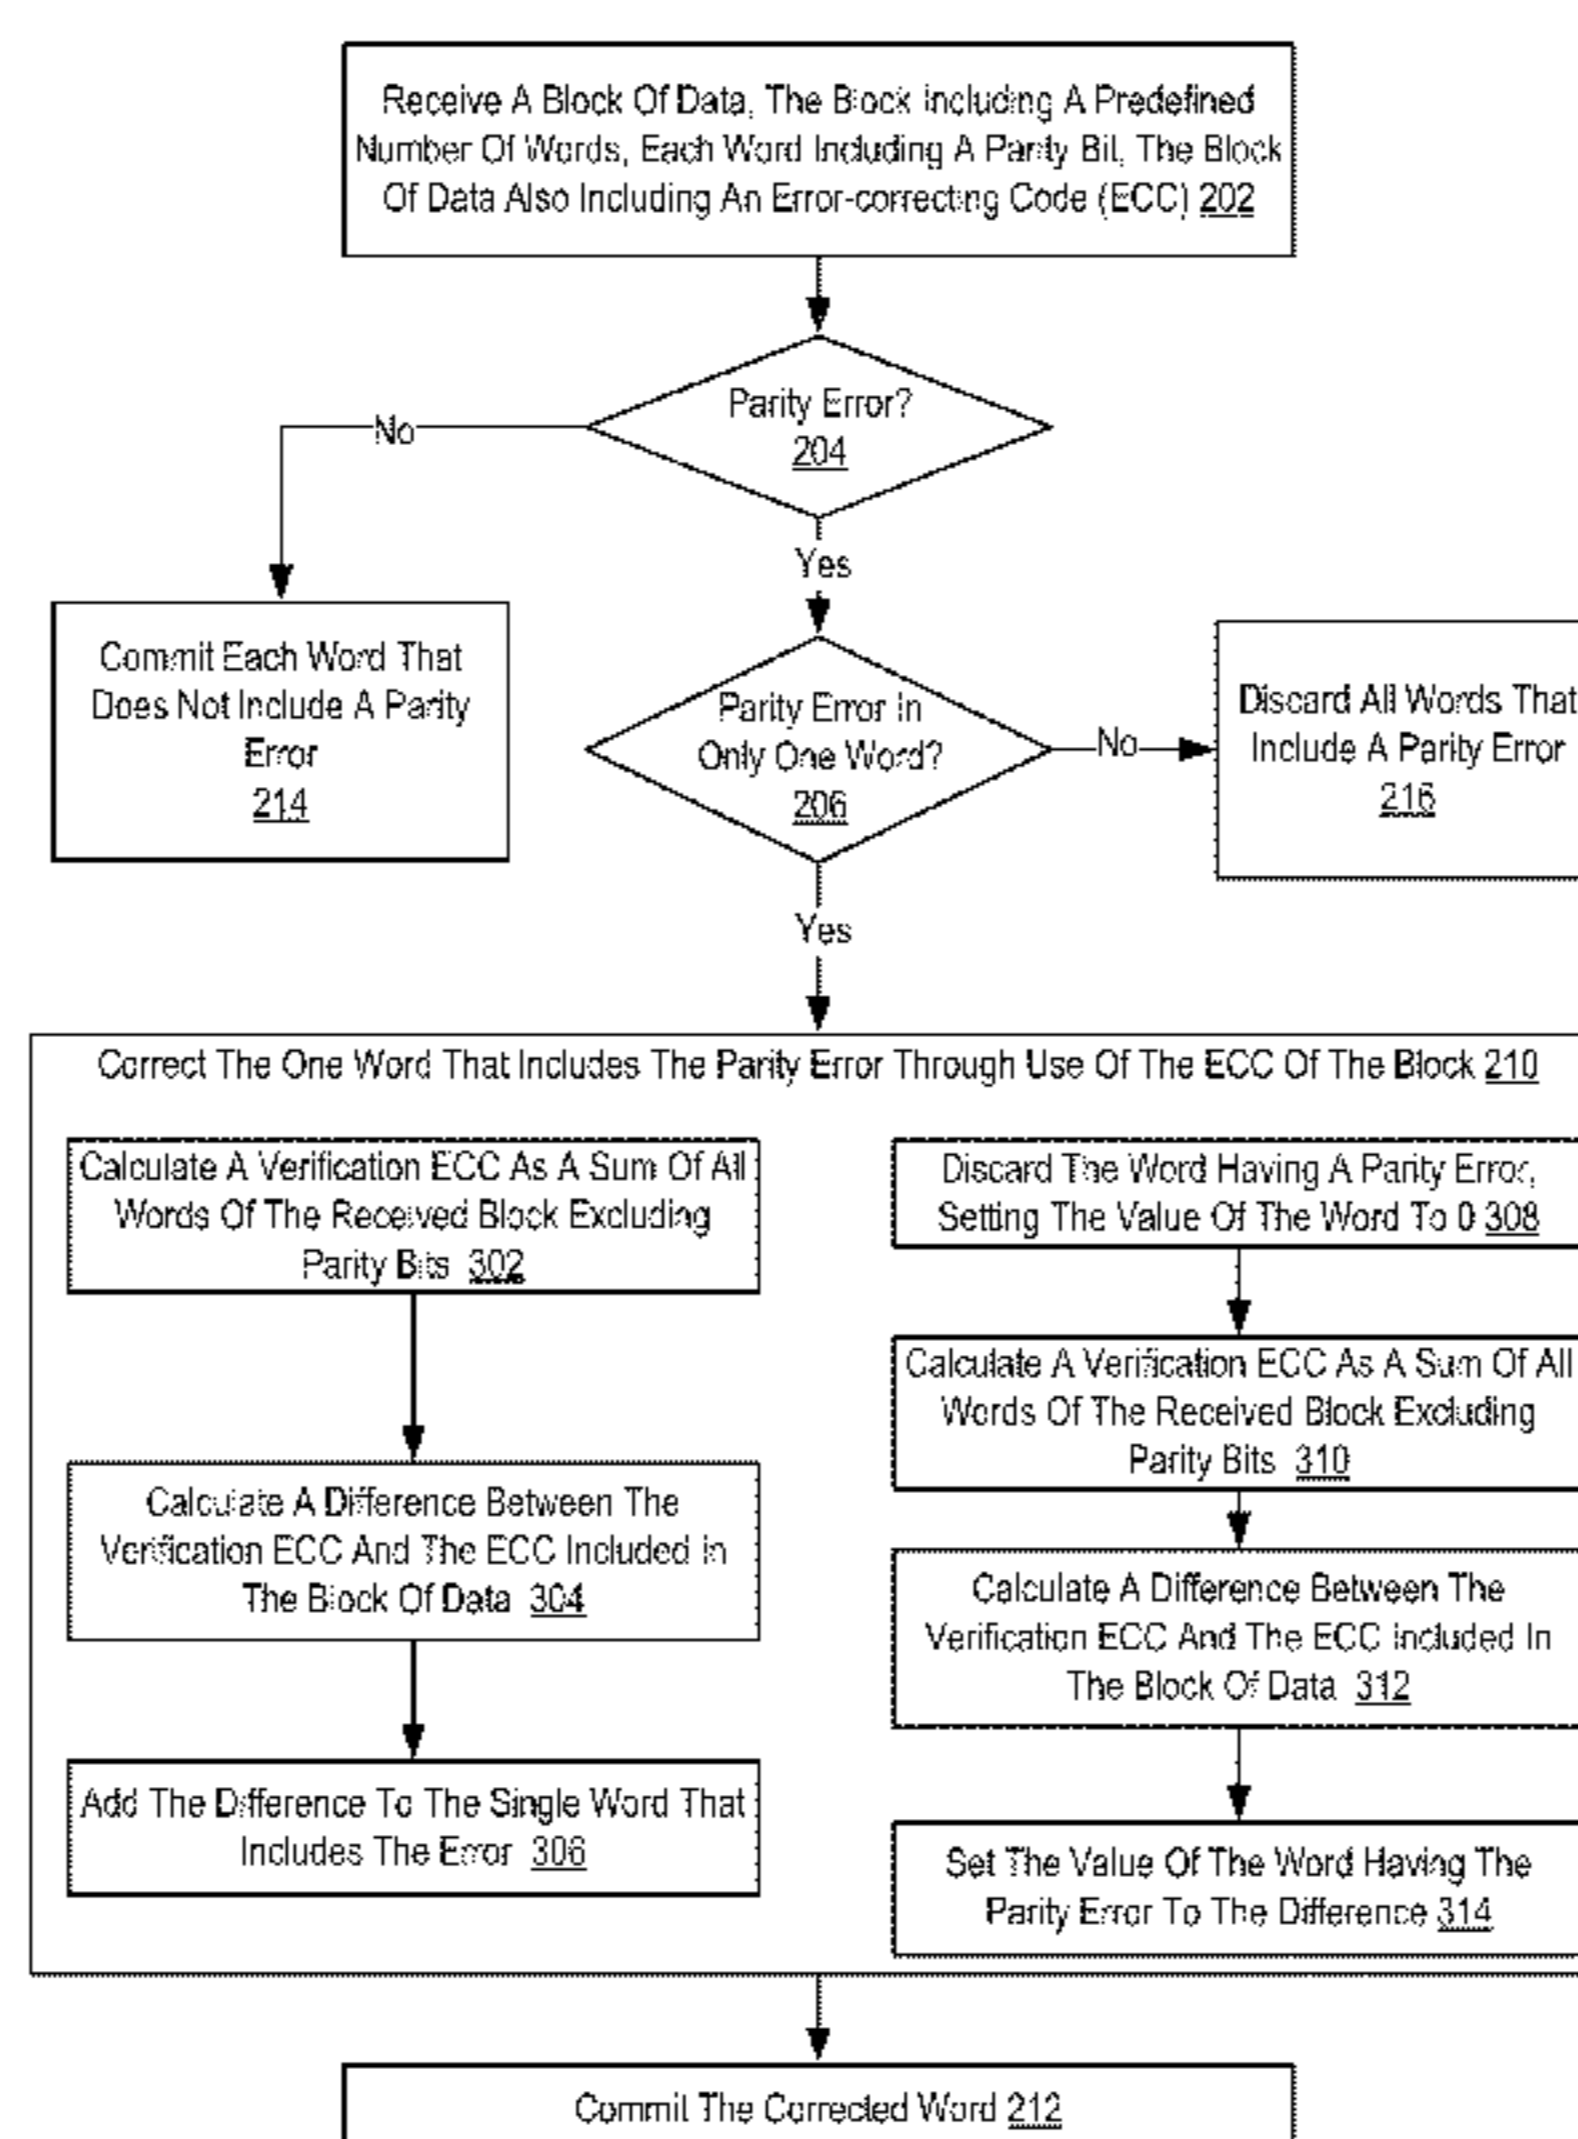 Receive A Block Of Data, The Block Including A Predefined
Number Of Words, Each Word Including A Parity Bit, The Block
Of Data Also Including An Error-correcting Code (ECC) 202
Parity Error?
204
No
Yes
Commit Each Word That
Does Not Include A Parity
Error
214
Parity Error In
Only One Word?
206
No
Discard All Words That
Include A Parity Error
216
Yes
Correct The One Word That Includes The Parity Error Through Use Of The ECC Of The Block 210
Calculate A Verification ECC As A Sum Of All
Words Of The Received Block Excluding
Parity Bits 302
Calculate A Difference Between The
Verification ECC And The ECC Included In
The Block Of Data 304
Add The Difference To The Single Word That
Includes The Error 306
Discard The Word Having A Parity Error,
Setting The Value Of The Word To 0 308
Calculate A Verification ECC As A Sum Of All
Words Of The Received Block Excluding
Parity Bits 310
Calculate A Difference Between The
Verification ECC And The ECC Included In
The Block Of Data 312
Set The Value Of The Word Having The
Parity Error To The Difference 314
Commit The Corrected Word 212